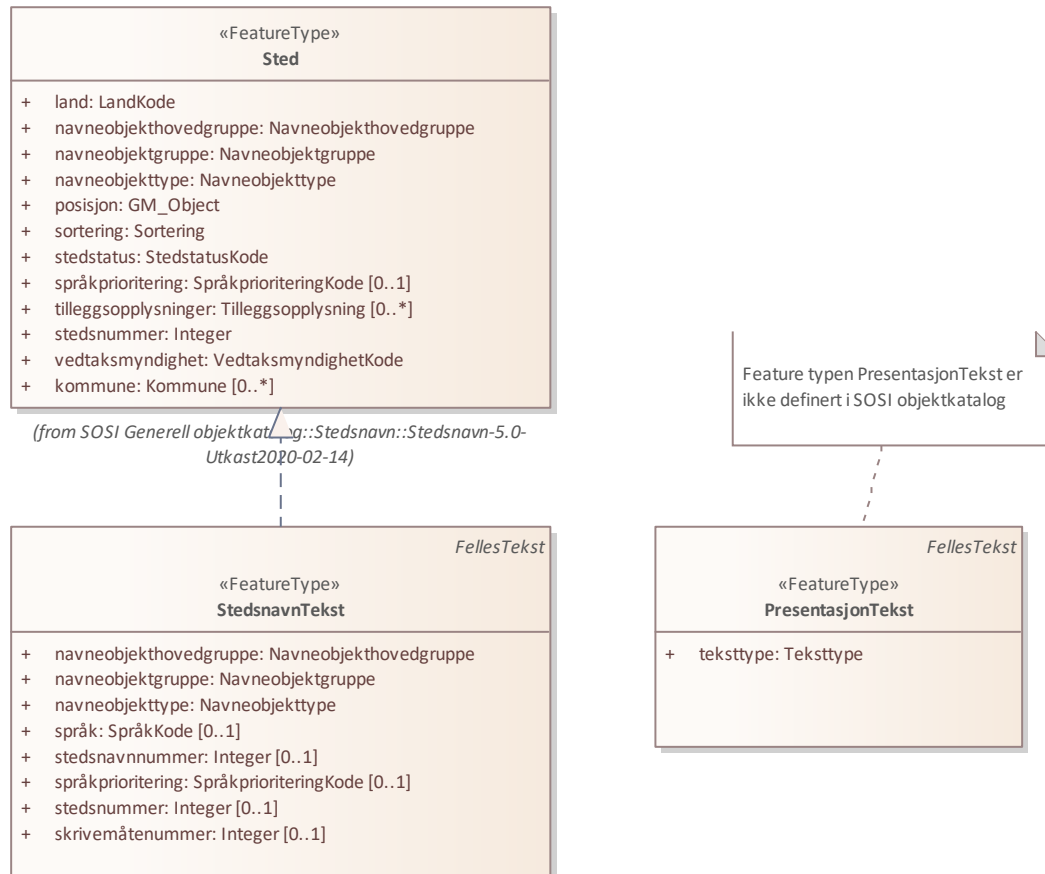 «FeatureType»
Sted
+ land: LandKode
+ navneobjekthovedgruppe: Navneobjekthovedgruppe
+ navneobjektgruppe: Navneobjektgruppe
+ navneobjekttype: Navneobjekttype
+ posisjon: GM_Object
+ sortering: Sortering
+ stedstatus: StedstatusKode
+ språkprioritering: SpråkprioriteringKode [0..1]
+ tilleggsopplysninger: Tilleggsopplysning [0..*]
+ stedsnummer: Integer
+ vedtaksmyndighet: VedtaksmyndighetKode
+ kommune: Kommune [0..*]
(from SOSI Generell objektkatalog::Stedsnavn::Stedsnavn-5.0-
Utkast2020-02-14)
Feature typen PresentasjonTekst er
ikke definert i SOSI objektkatalog
FellesTekst
«FeatureType»
StedsnavnTekst
+ navneobjekthovedgruppe: Navneobjekthovedgruppe
+ navneobjektgruppe: Navneobjektgruppe
+ navneobjekttype: Navneobjekttype
+ språk: SpråkKode [0..1]
+ stedsnavnnummer: Integer [0..1]
+ språkprioritering: SpråkprioriteringKode [0..1]
+ stedsnummer: Integer [0..1]
+ skrivemåtenummer: Integer [0..1]
FellesTekst
«FeatureType»
PresentasjonTekst
+ teksttype: Teksttype